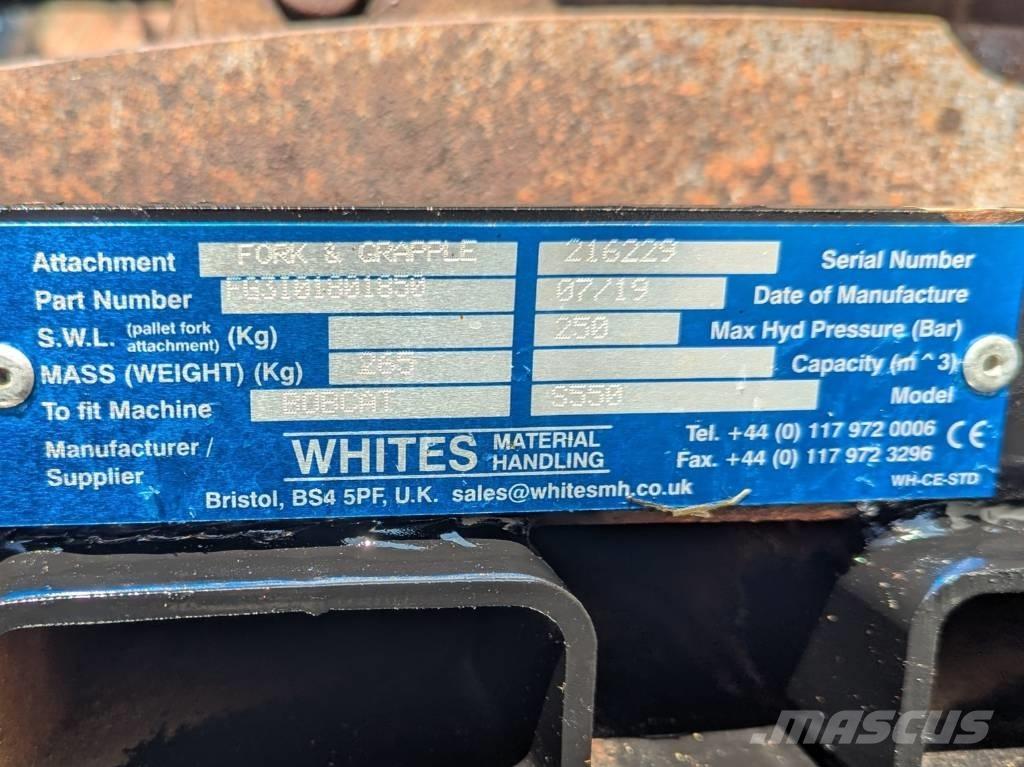 Attachment FORK & GRAPPLE 216229 Serial Number
Part Number FG3101801850 07/19 Date of Manufacture
S.W.L. (pallet fork attachment) (Kg) 250 Max Hyd Pressure (Bar)
MASS (WEIGHT) (Kg) 265 Capacity (m ^ 3)
To fit Machine BOBCAT S550 Model
Manufacturer / Supplier
WHITES MATERIAL HANDLING
Tel. +44 (0) 117 972 0006
Fax. +44 (0) 117 972 3296
CE
Bristol, BS4 5PF, U.K. sales@whitesmh.co.uk
WH-CE-STD
MASCUS